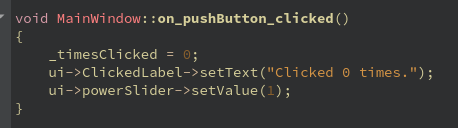 void MainWindow::on_pushButton_clicked()
{
    _timesClicked = 0;
    ui->ClickedLabel->setText("Clicked 0 times.");
    ui->powerSlider->setValue(1);
}